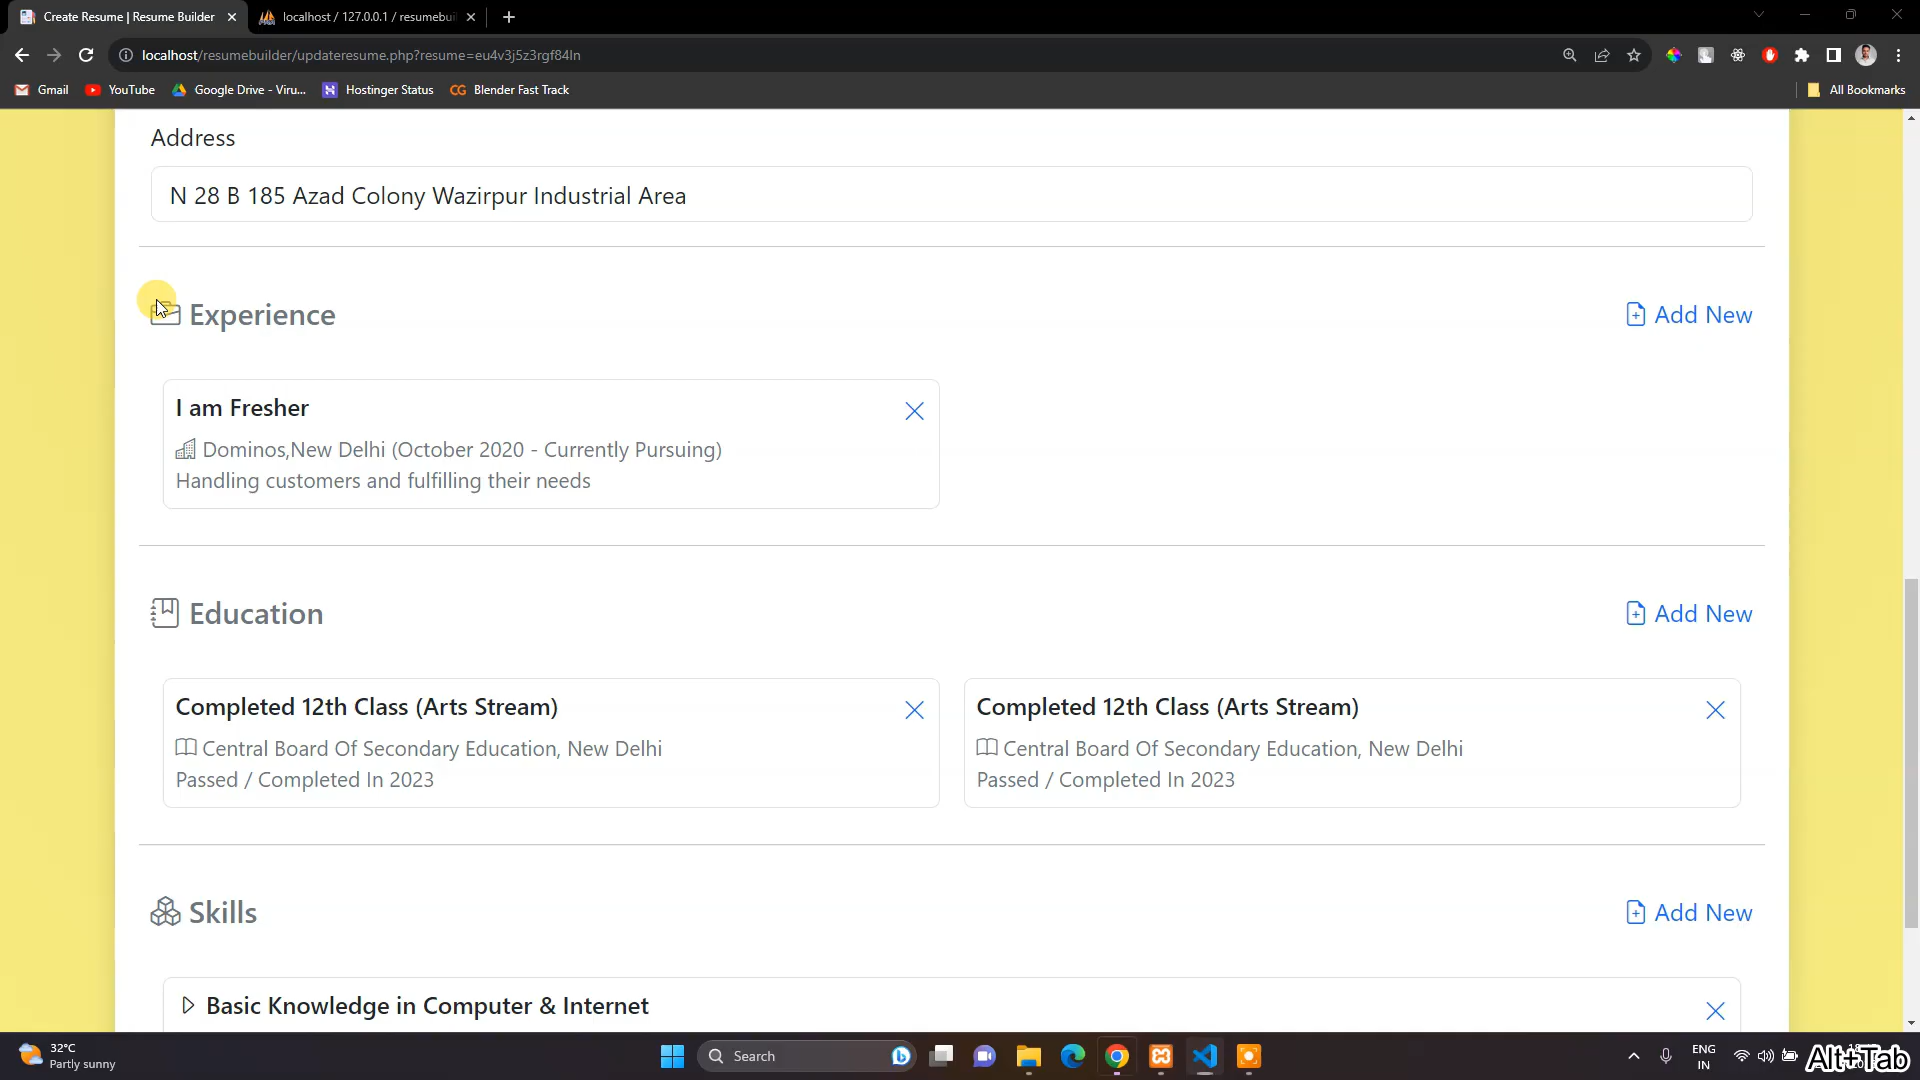 Create Resume | Resume Builder
localhost / 127.0.0.1 / resumebui
localhost/resumebuilder/updateresume.php?resume=eu4v3j5z3rgf84ln
Gmail
YouTube
Google Drive - Viru...
Hostinger Status
CG Blender Fast Track
All Bookmarks
Address
N 28 B 185 Azad Colony Wazirpur Industrial Area
Experience
Add New
I am Fresher
Dominos,New Delhi (October 2020 - Currently Pursuing)
Handling customers and fulfilling their needs
Education
Add New
Completed 12th Class (Arts Stream)
Central Board Of Secondary Education, New Delhi
Passed / Completed In 2023
Completed 12th Class (Arts Stream)
Central Board Of Secondary Education, New Delhi
Passed / Completed In 2023
Skills
Add New
Basic Knowledge in Computer & Internet
32°C
Partly sunny
Search
ENG
IN
Alt+Tab